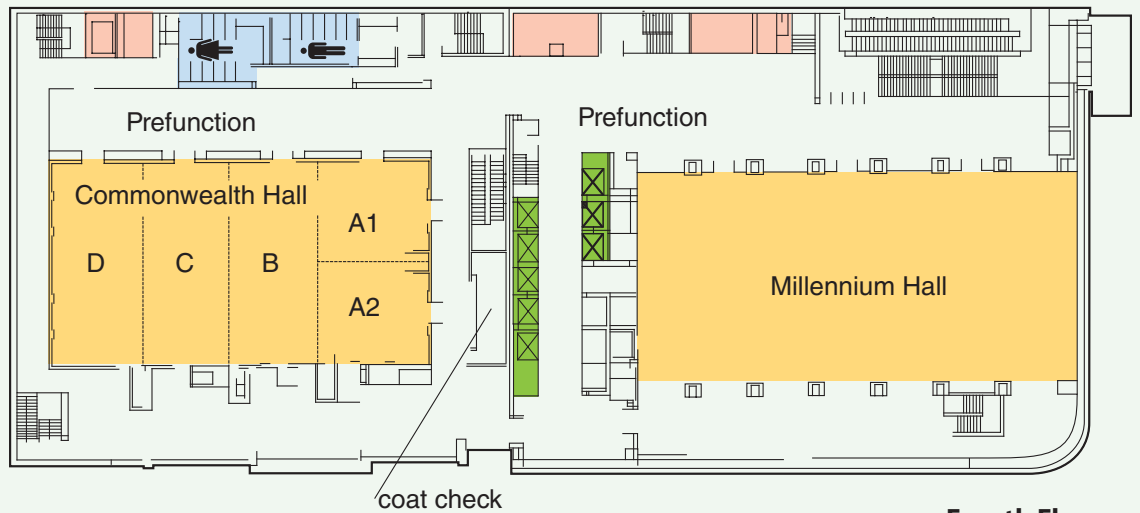 Prefunction
Prefunction
Commonwealth Hall
A1
D
C
B
A2
Millennium Hall
coat check